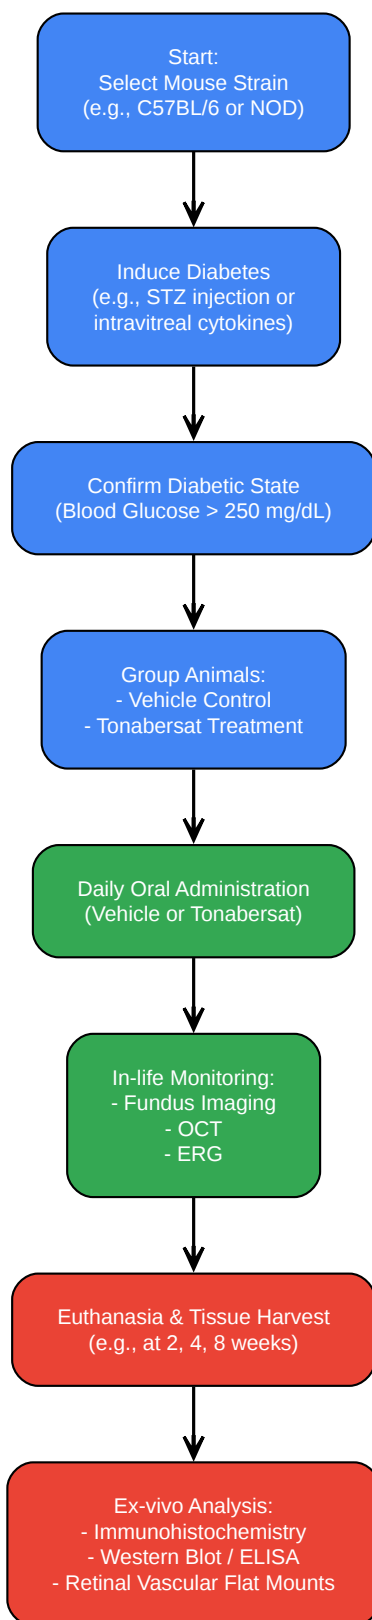 Start:
Select Mouse Strain
(e.g., C57BL/6 or NOD)
Induce Diabetes
(e.g., STZ injection or
intravitreal cytokines)
Confirm Diabetic State
(Blood Glucose > 250 mg/dL)
Group Animals:
- Vehicle Control
- Tonabersat Treatment
Daily Oral Administration
(Vehicle or Tonabersat)
In-life Monitoring:
- Fundus Imaging
- OCT
- ERG
Euthanasia & Tissue Harvest
(e.g., at 2, 4, 8 weeks)
Ex-vivo Analysis:
- Immunohistochemistry
- Western Blot / ELISA
- Retinal Vascular Flat Mounts